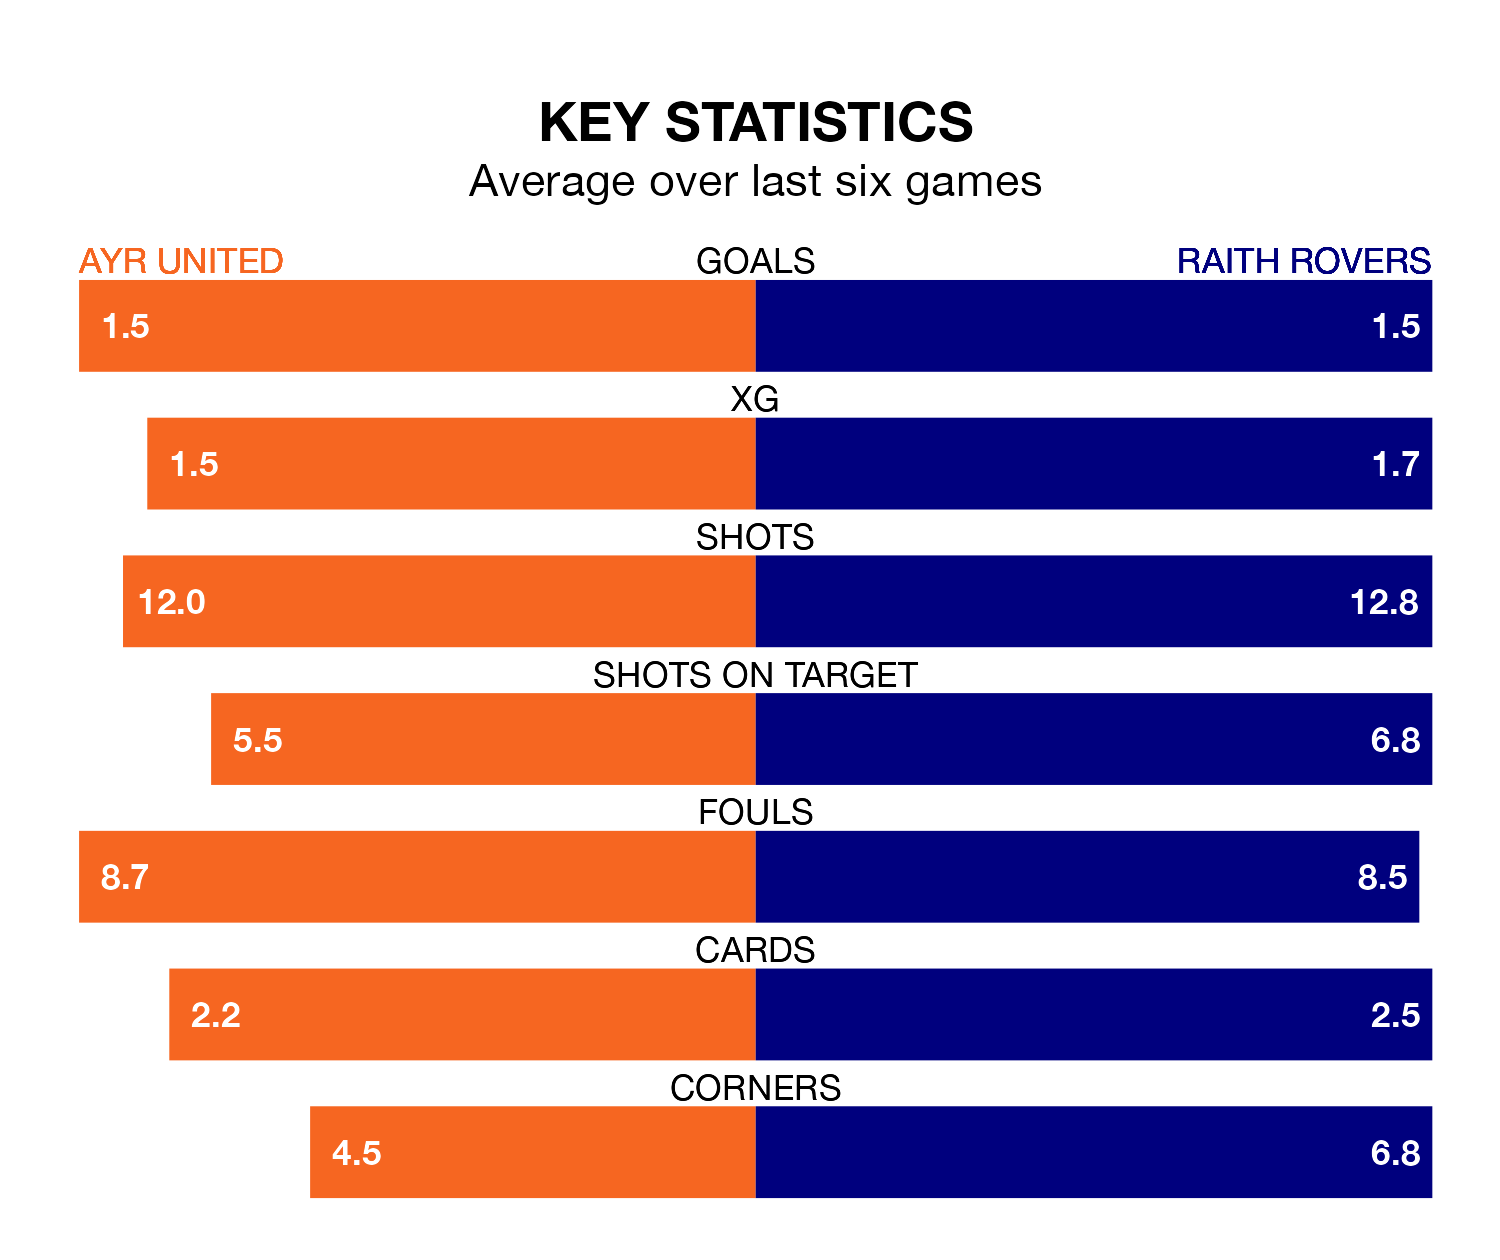 KEY STATISTICS
Average over last six games
AYR UNITED GOALS RAITH ROVERS
1.5 1.5
XG
1.5 1.7
SHOTS
12.0 12.8
SHOTS ON TARGET
5.5 6.8
FOULS
8.7 8.5
CARDS
2.2 2.5
CORNERS
4.5 6.8